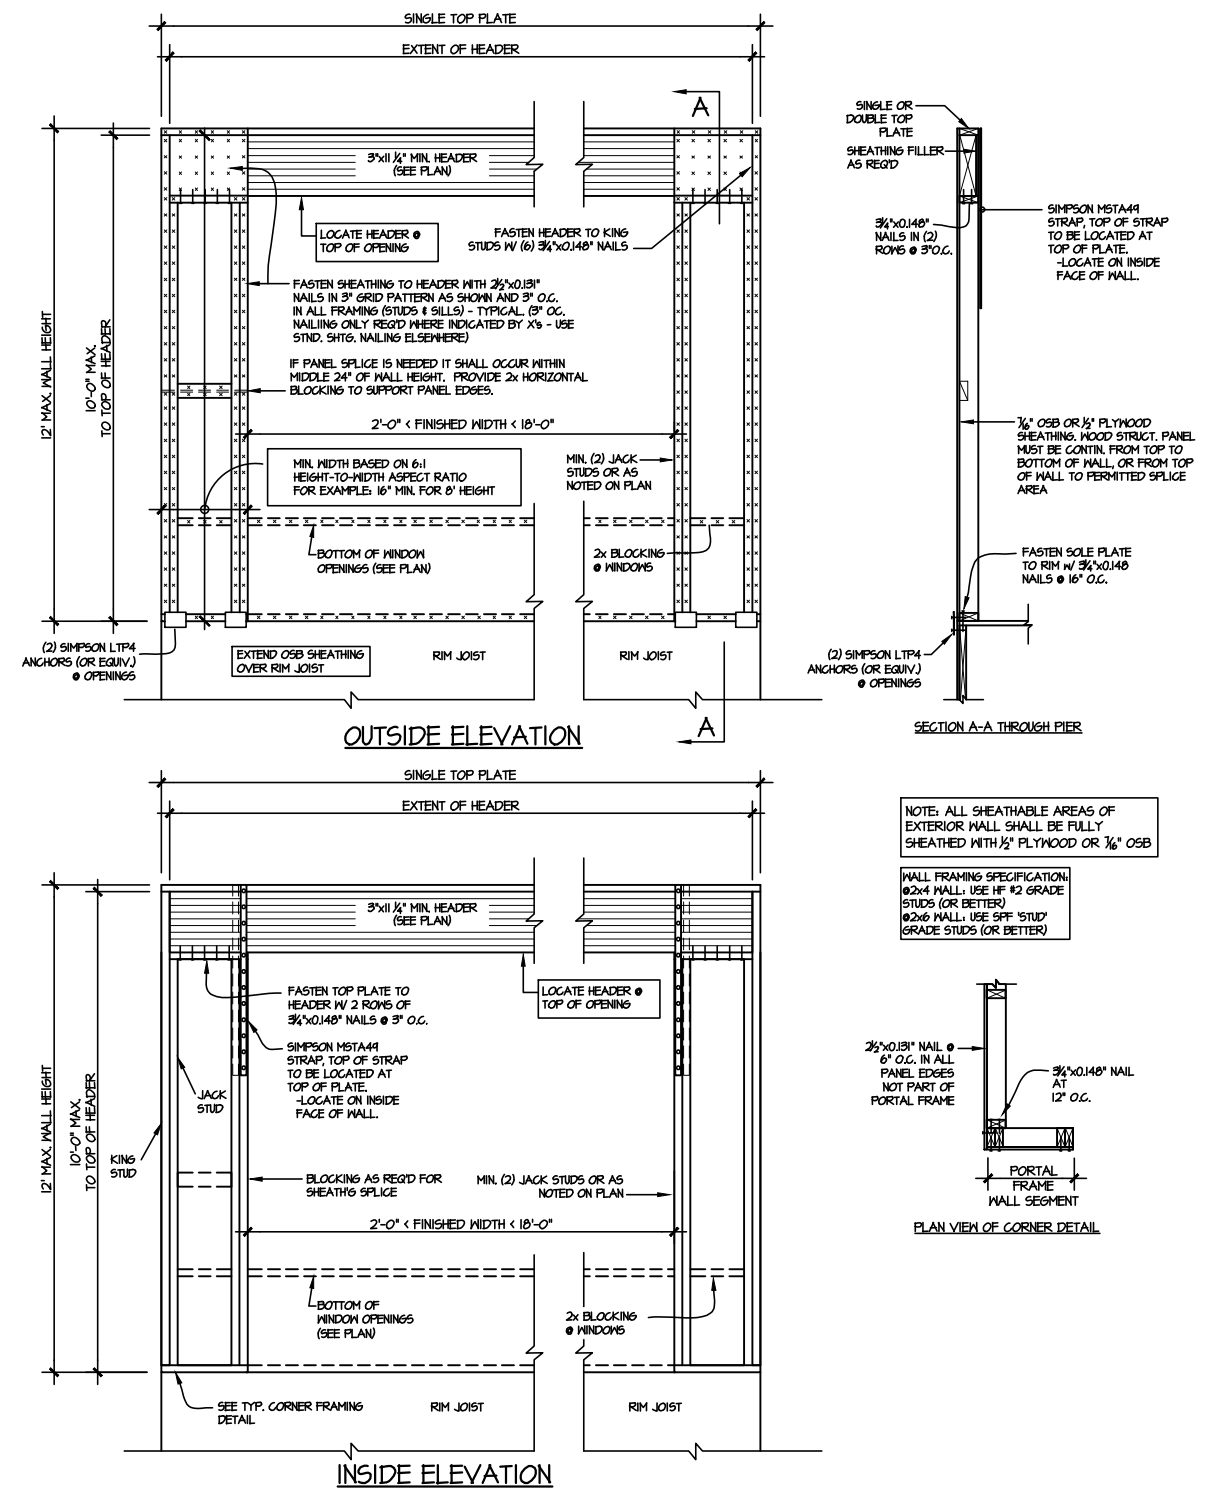 SINGLE TOP PLATE
EXTENT OF HEADER
A
3"x11 1/4" MIN. HEADER
(SEE PLAN)
LOCATE HEADER @
TOP OF OPENING
FASTEN HEADER TO KING
STUDS W/ (6) 3 1/4"x0.148" NAILS
FASTEN SHEATHING TO HEADER WITH 2 1/2"x0.131"
NAILS IN 3" GRID PATTERN AS SHOWN AND 3" O.C.
IN ALL FRAMING (STUDS & SILLS) - TYPICAL. (3" OC.
NAILIING ONLY REQ'D WHERE INDICATED BY X's - USE
STND. SHTG. NAILING ELSEWHERE)
IF PANEL SPLICE IS NEEDED IT SHALL OCCUR WITHIN
MIDDLE 24" OF WALL HEIGHT. PROVIDE 2x HORIZONTAL
BLOCKING TO SUPPORT PANEL EDGES.
12' MAX. WALL HEIGHT
10'-0" MAX.
TO TOP OF HEADER
2'-0" < FINISHED WIDTH < 18'-0"
MIN. WIDTH BASED ON 6:1
HEIGHT-TO-WIDTH ASPECT RATIO
FOR EXAMPLE: 16" MIN. FOR 8' HEIGHT
MIN. (2) JACK
STUDS OR AS
NOTED ON PLAN
BOTTOM OF WINDOW
OPENINGS (SEE PLAN)
2x BLOCKING
@ WINDOWS
(2) SIMPSON LTP4
ANCHORS (OR EQUIV.)
@ OPENINGS
EXTEND OSB SHEATHING
OVER RIM JOIST
RIM JOIST
RIM JOIST
A
OUTSIDE ELEVATION
SINGLE OR
DOUBLE TOP
PLATE
SHEATHING FILLER
AS REQ'D
3 1/4"x0.148"
NAILS IN (2)
ROWS @ 3"O.C.
SIMPSON MSTA49
STRAP, TOP OF STRAP
TO BE LOCATED AT
TOP OF PLATE.
-LOCATE ON INSIDE
FACE OF WALL.
7/16" OSB OR 1/2" PLYWOOD
SHEATHING. WOOD STRUCT. PANEL
MUST BE CONTIN. FROM TOP TO
BOTTOM OF WALL, OR FROM TOP
OF WALL TO PERMITTED SPLICE
AREA
FASTEN SOLE PLATE
TO RIM w/ 3 1/4"x0.148
NAILS @ 16" O.C.
(2) SIMPSON LTP4
ANCHORS (OR EQUIV.)
@ OPENINGS
SECTION A-A THROUGH PIER
SINGLE TOP PLATE
EXTENT OF HEADER
3"x11 1/4" MIN. HEADER
(SEE PLAN)
FASTEN TOP PLATE TO
HEADER W/ 2 ROWS OF
3 1/4"x0.148" NAILS @ 3" O.C.
LOCATE HEADER @
TOP OF OPENING
SIMPSON MSTA49
STRAP, TOP OF STRAP
TO BE LOCATED AT
TOP OF PLATE.
-LOCATE ON INSIDE
FACE OF WALL.
JACK
STUD
KING
STUD
12' MAX. WALL HEIGHT
10'-0" MAX.
TO TOP OF HEADER
BLOCKING AS REQ'D FOR
SHEATH'G SPLICE
MIN. (2) JACK STUDS OR AS
NOTED ON PLAN
2'-0" < FINISHED WIDTH < 18'-0"
BOTTOM OF
WINDOW OPENINGS
(SEE PLAN)
2x BLOCKING
@ WINDOWS
SEE TYP. CORNER FRAMING
DETAIL
RIM JOIST
RIM JOIST
INSIDE ELEVATION
NOTE: ALL SHEATHABLE AREAS OF
EXTERIOR WALL SHALL BE FULLY
SHEATHED WITH 1/2" PLYWOOD OR 7/16" OSB
WALL FRAMING SPECIFICATION:
@2x4 WALL: USE HF #2 GRADE
STUDS (OR BETTER)
@2x6 WALL: USE SPF 'STUD'
GRADE STUDS (OR BETTER)
2 1/2"x0.131" NAIL @
6" O.C. IN ALL
PANEL EDGES
NOT PART OF
PORTAL FRAME
3 1/4"x0.148" NAIL
AT
12" O.C.
PORTAL
FRAME
WALL SEGMENT
PLAN VIEW OF CORNER DETAIL